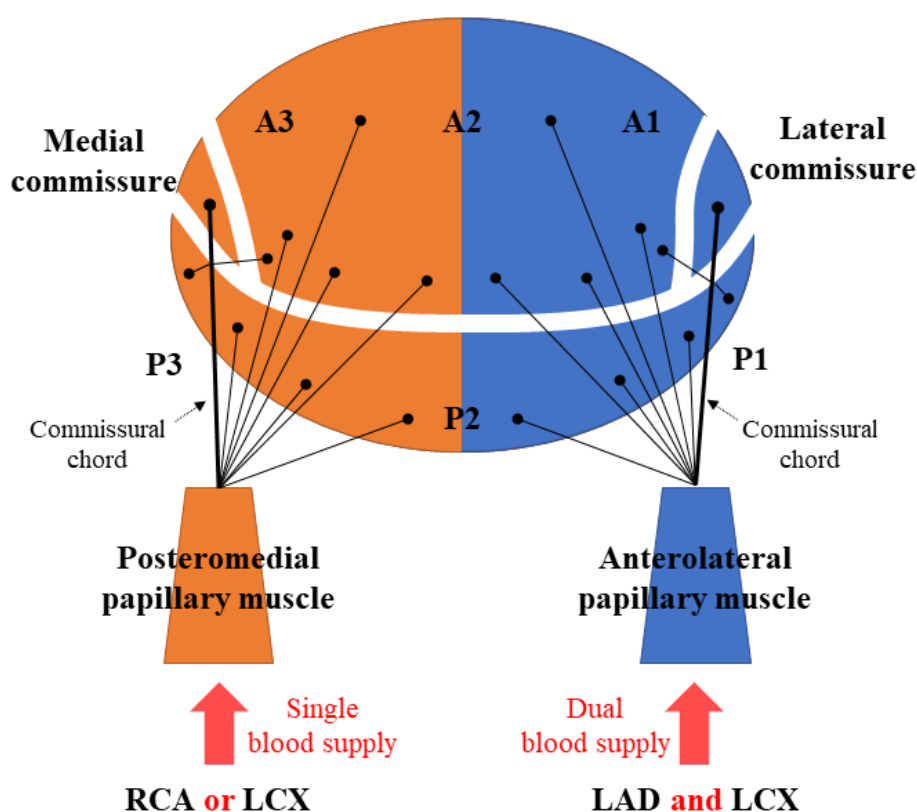 A3
A2
A1
Medial
commissure
Lateral
commissure
P3
P1
P2
Commissural
chord
Commissural
chord
Posteromedial
papillary muscle
Anterolateral
papillary muscle
Single
blood supply
Dual
blood supply
RCA or LCX
LAD and LCX